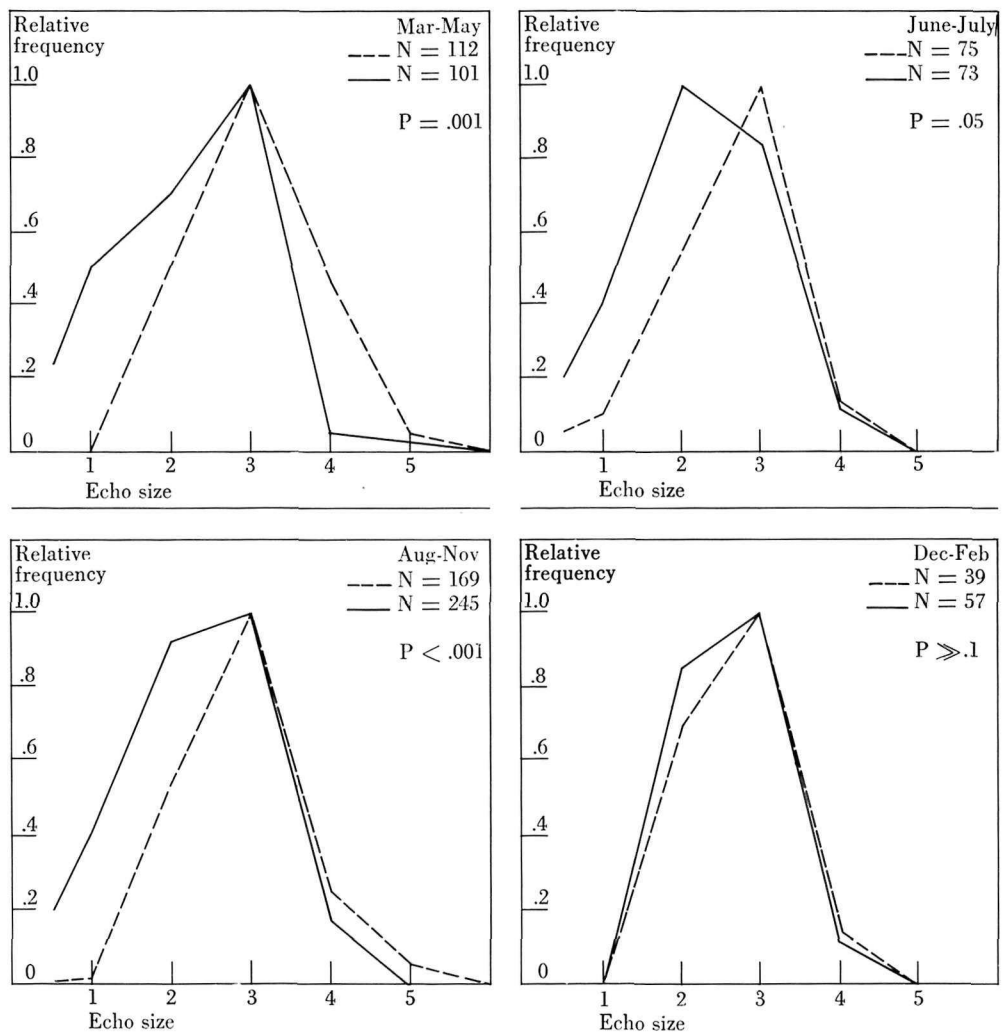 Relative
frequency
Mar-May
N = 112
N = 101
P = .001
1.0
.8
.6
.4
.2
0
1 2 3 4 5
Echo size
Relative
frequency
June-July
N = 75
N = 73
P = .05
1.0
.8
.6
.4
.2
0
1 2 3 4 5
Echo size
Relative
frequency
Aug-Nov
N = 169
N = 245
P < .001
1.0
.8
.6
.4
.2
0
1 2 3 4 5
Echo size
Relative
frequency
Dec-Feb
N = 39
N = 57
P ≫ .1
1.0
.8
.6
.4
.2
0
1 2 3 4 5
Echo size